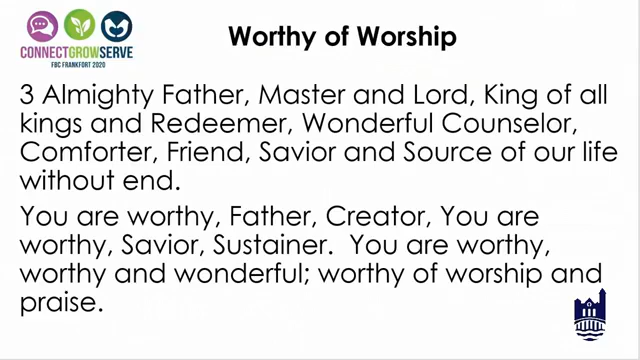 CONNECTGROWSERVE
FBC FRANKFORT 2020
Worthy of Worship
3 Almighty Father, Master and Lord, King of all
kings and Redeemer, Wonderful Counselor,
Comforter, Friend, Savior and Source of our life
without end.
You are worthy, Father, Creator, You are
worthy, Savior, Sustainer.  You are worthy,
worthy and wonderful; worthy of worship and
praise.